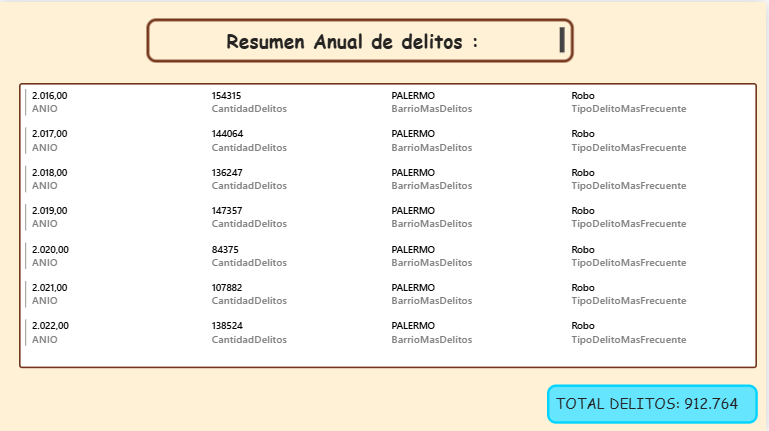 Resumen Anual de delitos :
2.016,00 154315 PALERMO Robo
ANIO CantidadDelitos BarrioMasDelitos TipoDelitoMasFrecuente
2.017,00 144064 PALERMO Robo
ANIO CantidadDelitos BarrioMasDelitos TipoDelitoMasFrecuente
2.018,00 136247 PALERMO Robo
ANIO CantidadDelitos BarrioMasDelitos TipoDelitoMasFrecuente
2.019,00 147357 PALERMO Robo
ANIO CantidadDelitos BarrioMasDelitos TipoDelitoMasFrecuente
2.020,00 84375 PALERMO Robo
ANIO CantidadDelitos BarrioMasDelitos TipoDelitoMasFrecuente
2.021,00 107882 PALERMO Robo
ANIO CantidadDelitos BarrioMasDelitos TipoDelitoMasFrecuente
2.022,00 138524 PALERMO Robo
ANIO CantidadDelitos BarrioMasDelitos TipoDelitoMasFrecuente
TOTAL DELITOS: 912.764